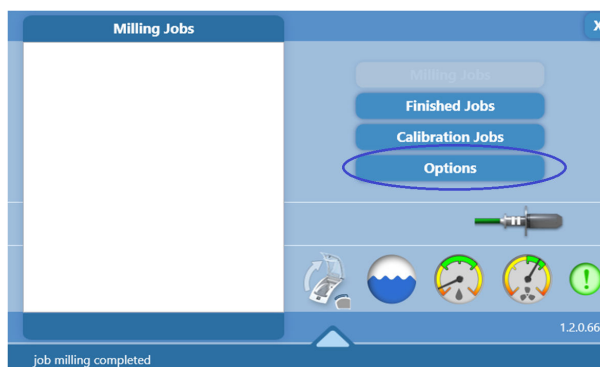 Milling Jobs
X
Milling Jobs
Finished Jobs
Calibration Jobs
Options
1.2.0.66
job milling completed